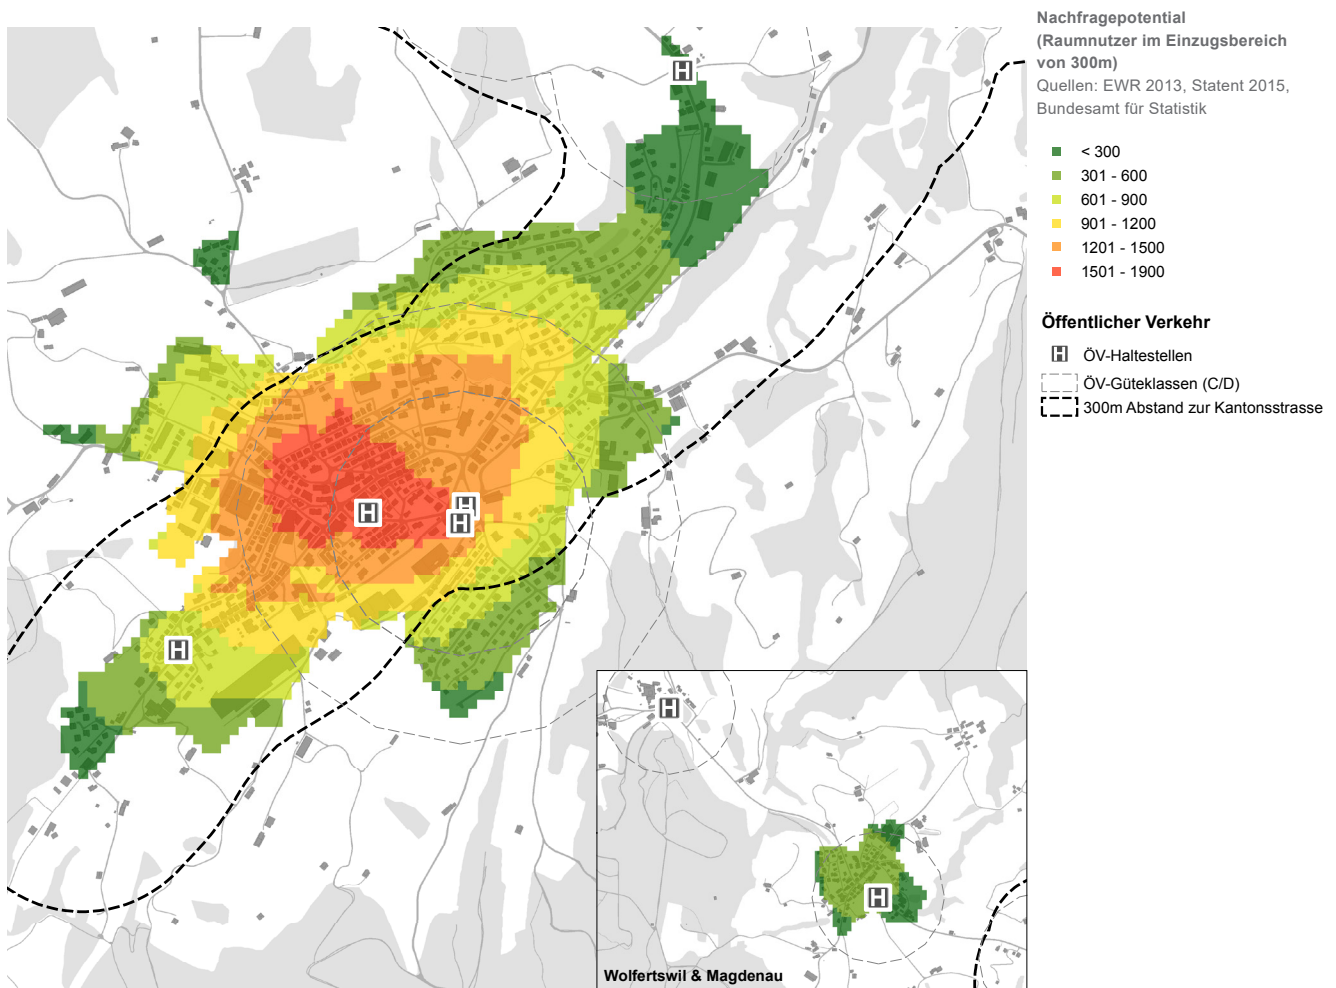 Nachfragepotential
(Raumnutzer im Einzugsbereich
von 300m)
Quellen: EWR 2013, Statent 2015,
Bundesamt für Statistik
< 300
301 - 600
601 - 900
901 - 1200
1201 - 1500
1501 - 1900
Öffentlicher Verkehr
H ÖV-Haltestellen
ÖV-Güteklassen (C/D)
300m Abstand zur Kantonsstrasse
H
H
H
H
H
H
H
Wolfertswil & Magdenau